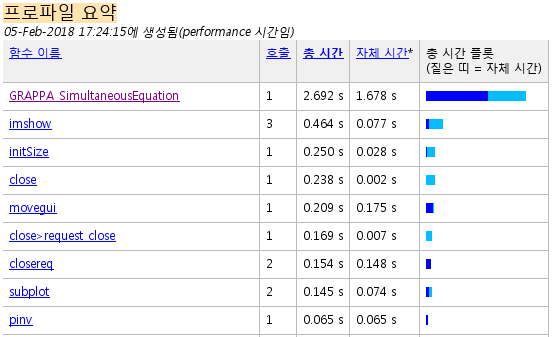 프로파일 요약
05-Feb-2018 17:24:15에 생성됨(performance 시간임)
함수 이름 호출 총 시간 자체 시간* 총 시간 플롯
(짙은 띠 = 자체 시간)
GRAPPA_SimultaneousEquation 1 2.692 s 1.678 s
imshow 3 0.464 s 0.077 s
initSize 1 0.250 s 0.028 s
close 1 0.238 s 0.002 s
movegui 1 0.209 s 0.175 s
close>request_close 1 0.169 s 0.007 s
closereq 2 0.154 s 0.148 s
subplot 2 0.145 s 0.074 s
pinv 1 0.065 s 0.065 s